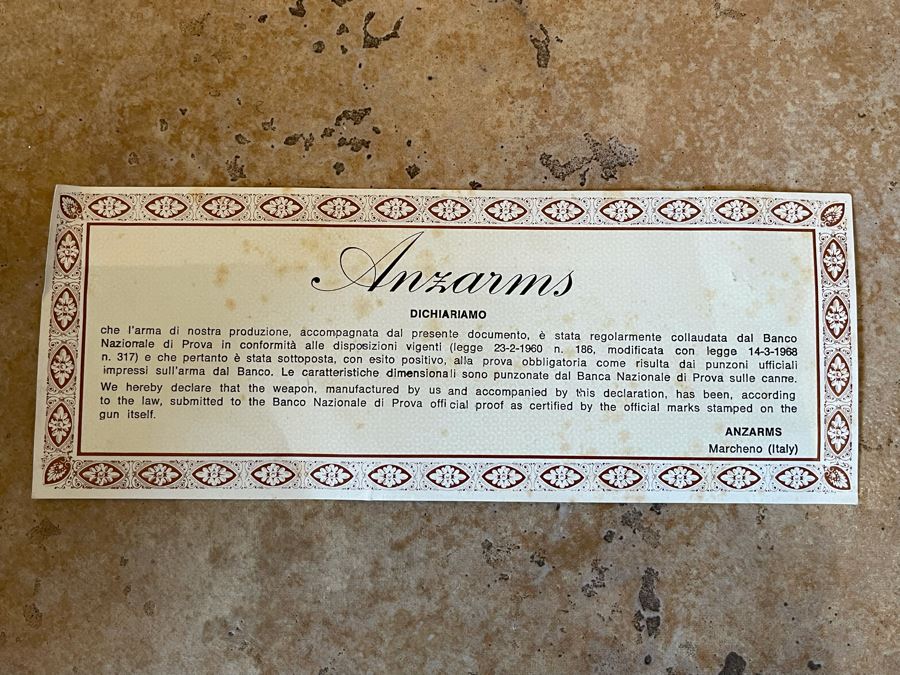 Anzarms
DICHIARIAMO
che l'arma di nostra produzione, accompagnata dal presente documento, è stata regolarmente collaudata dal Banco
Nazionale di Prova in conformità alle disposizioni vigenti (legge 23-2-1960 n. 186, modificata con legge 14-3-1968
n. 317) e che pertanto è stata sottoposta, con esito positivo, alla prova obbligatoria come risulta dai punzoni ufficiali
impressi sull'arma dal Banco. Le caratteristiche dimensionali sono punzonate dal Banca Nazionale di Prova sulle canne.
We hereby declare that the weapon, manufactured by us and accompanied by this declaration, has been, according
to the law, submitted to the Banco Nazionale di Prova official proof as certified by the official marks stamped on the
gun itself.
ANZARMS
Marcheno (Italy)